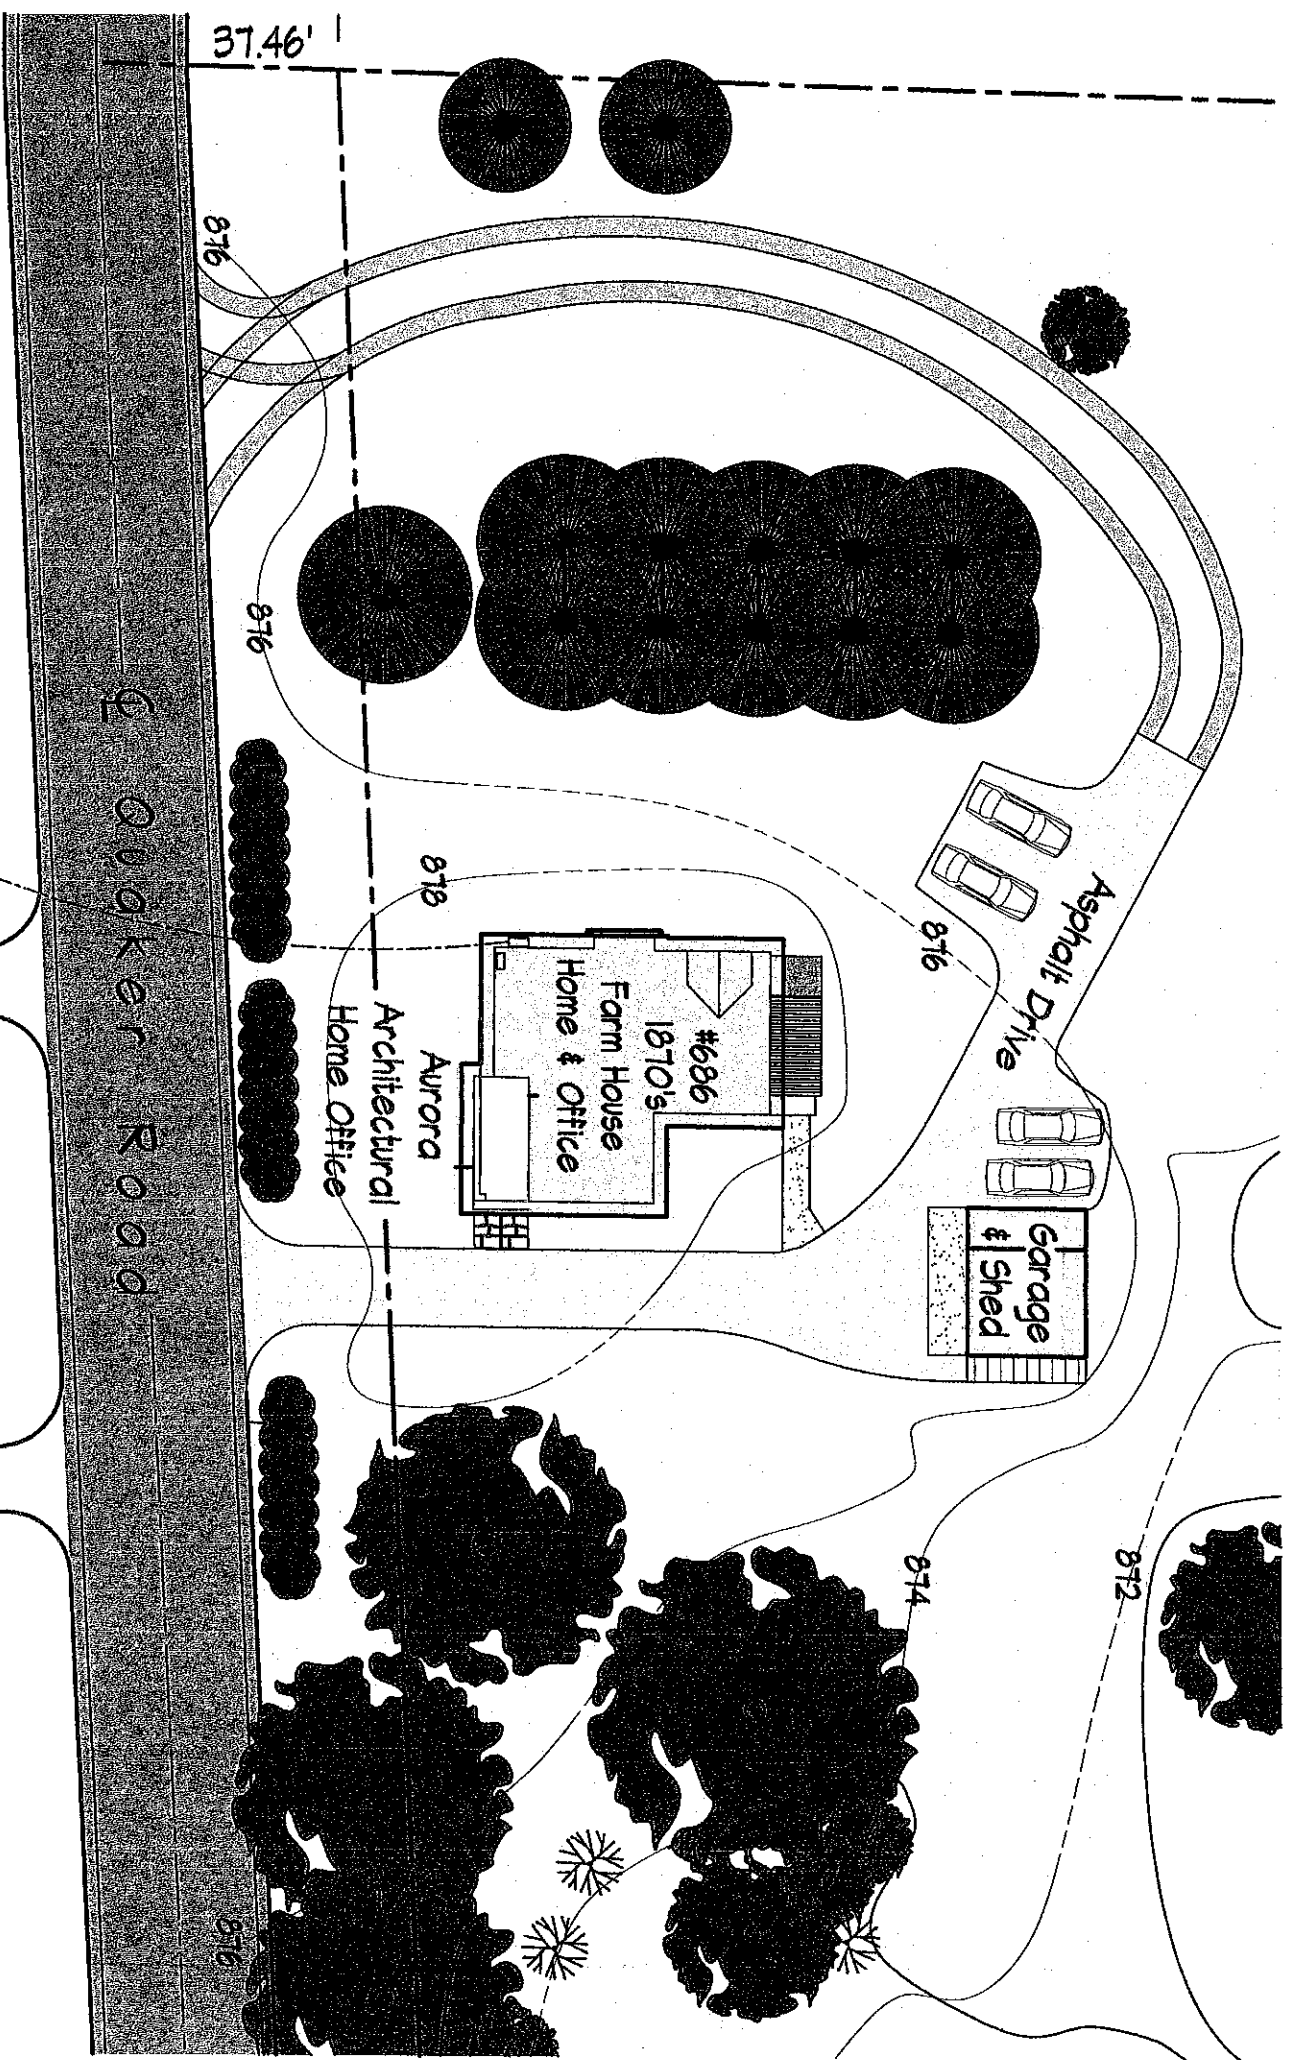 37.46'
876
876
℄ Quaker Road
878
876
Asphalt Drive
#686
1870's
Farm House
Home & Office
Aurora
Architectural
Home Office
Garage
& Shed
874
872
876